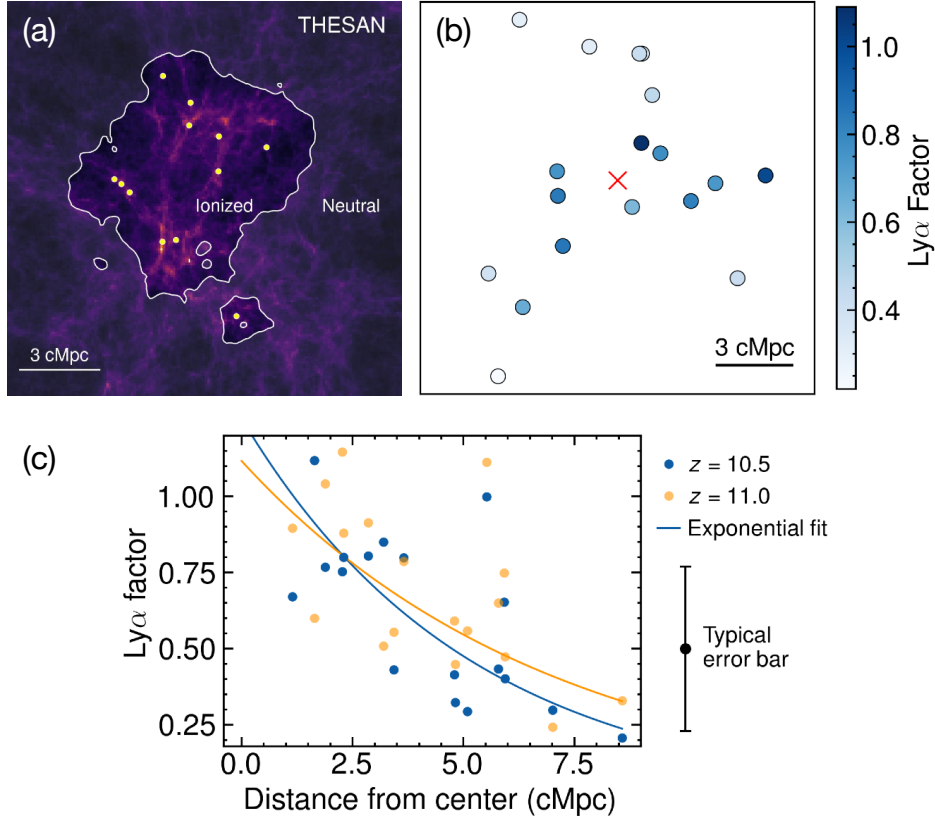 (a)
THESAN
Ionized
Neutral
3 cMpc
(b)
3 cMpc
1.0
0.8
0.6
0.4
Lyα Factor
(c)
1.00
0.75
0.50
0.25
Lyα factor
0.0 2.5 5.0 7.5
Distance from center (cMpc)
z = 10.5
z = 11.0
Exponential fit
Typical
error bar